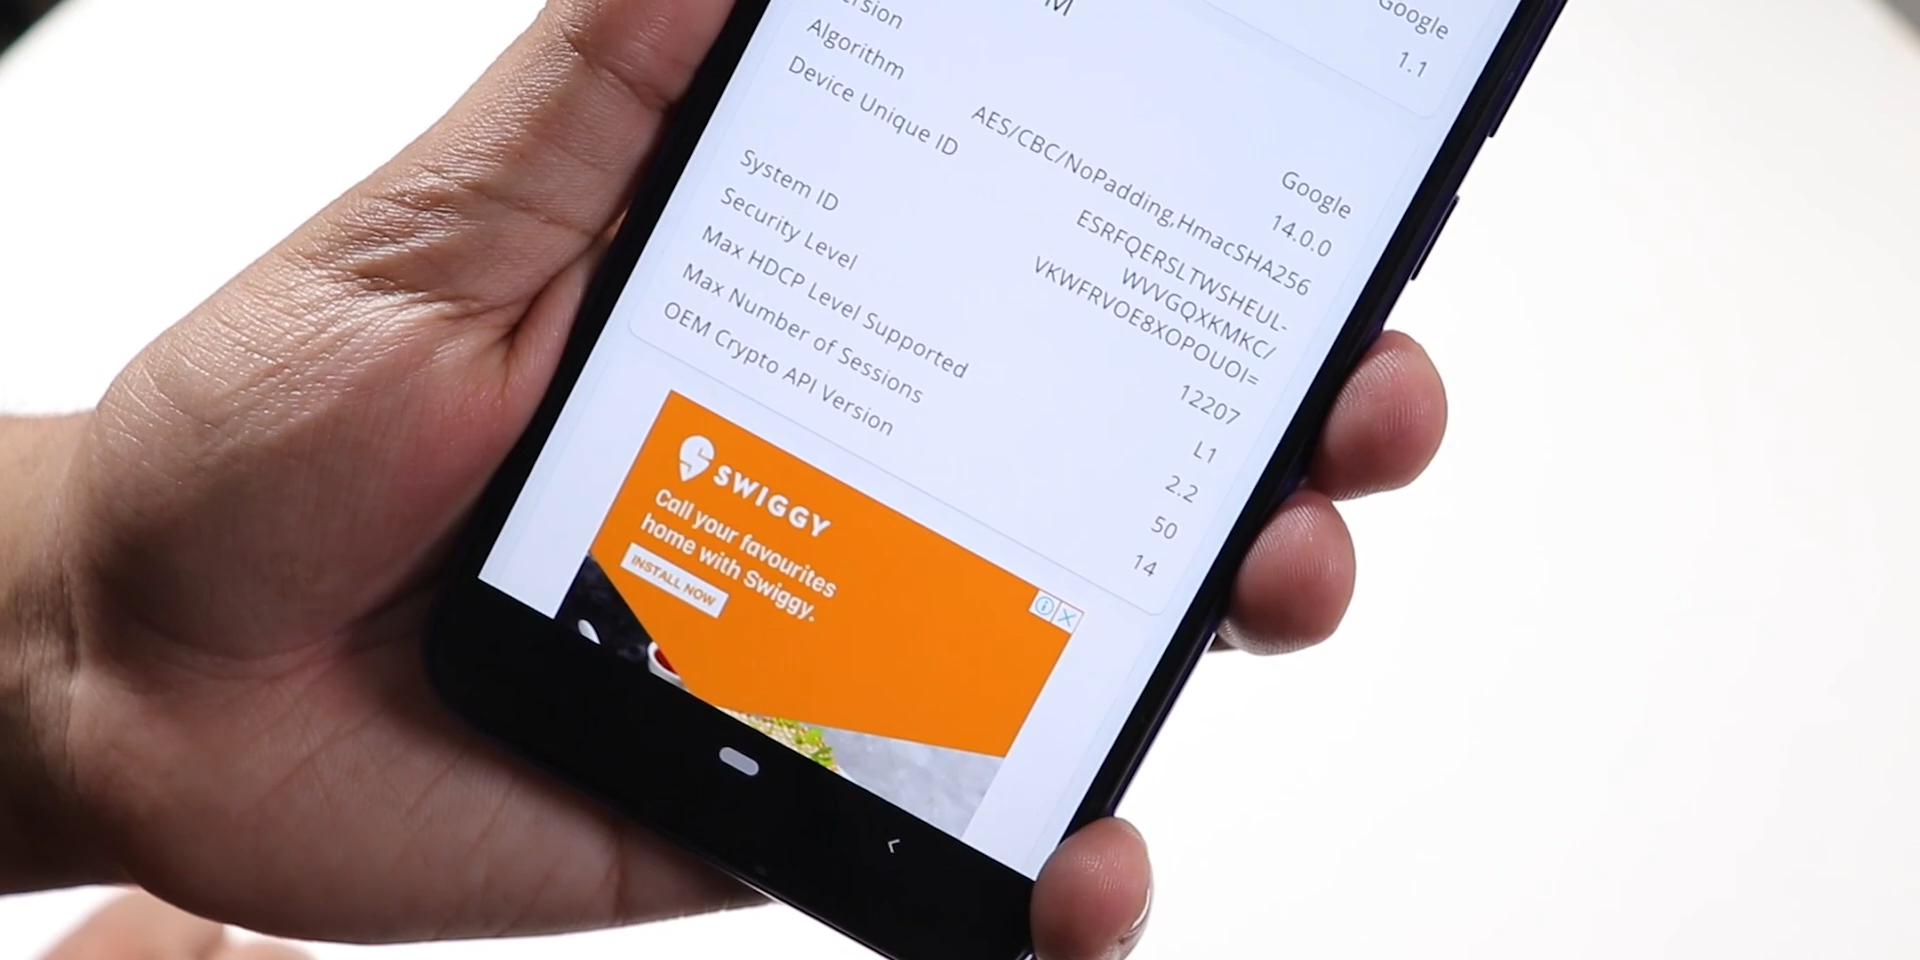 Google
1.1
Google
14.0.0
Algorithm
AES/CBC/NoPadding,HmacSHA256
Device Unique ID
ESRFQERSLTWSHEUL-
WVVGQXKMKC/
VKWFRVOE8XOPOUOI=
System ID
12207
Security Level
L1
Max HDCP Level Supported
2.2
Max Number of Sessions
50
OEM Crypto API Version
14
SWIGGY
Call your favourites
home with Swiggy.
INSTALL NOW